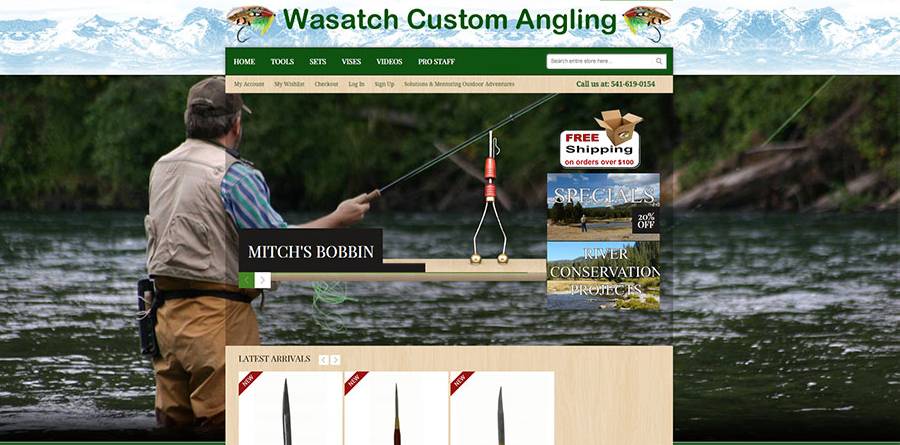 Wasatch Custom Angling
HOME TOOLS SETS VISES VIDEOS PRO STAFF
Search entire store here...
My Account My Wishlist Checkout Log In Sign Up Solutions & Mentoring Outdoor Adventures
Call us at: 541-619-0154
FREE
Shipping
on orders over $100
SPECIALS
20%
OFF
MITCH'S BOBBIN
RIVER
CONSERVATION
PROJECTS
LATEST ARRIVALS
NEW NEW NEW